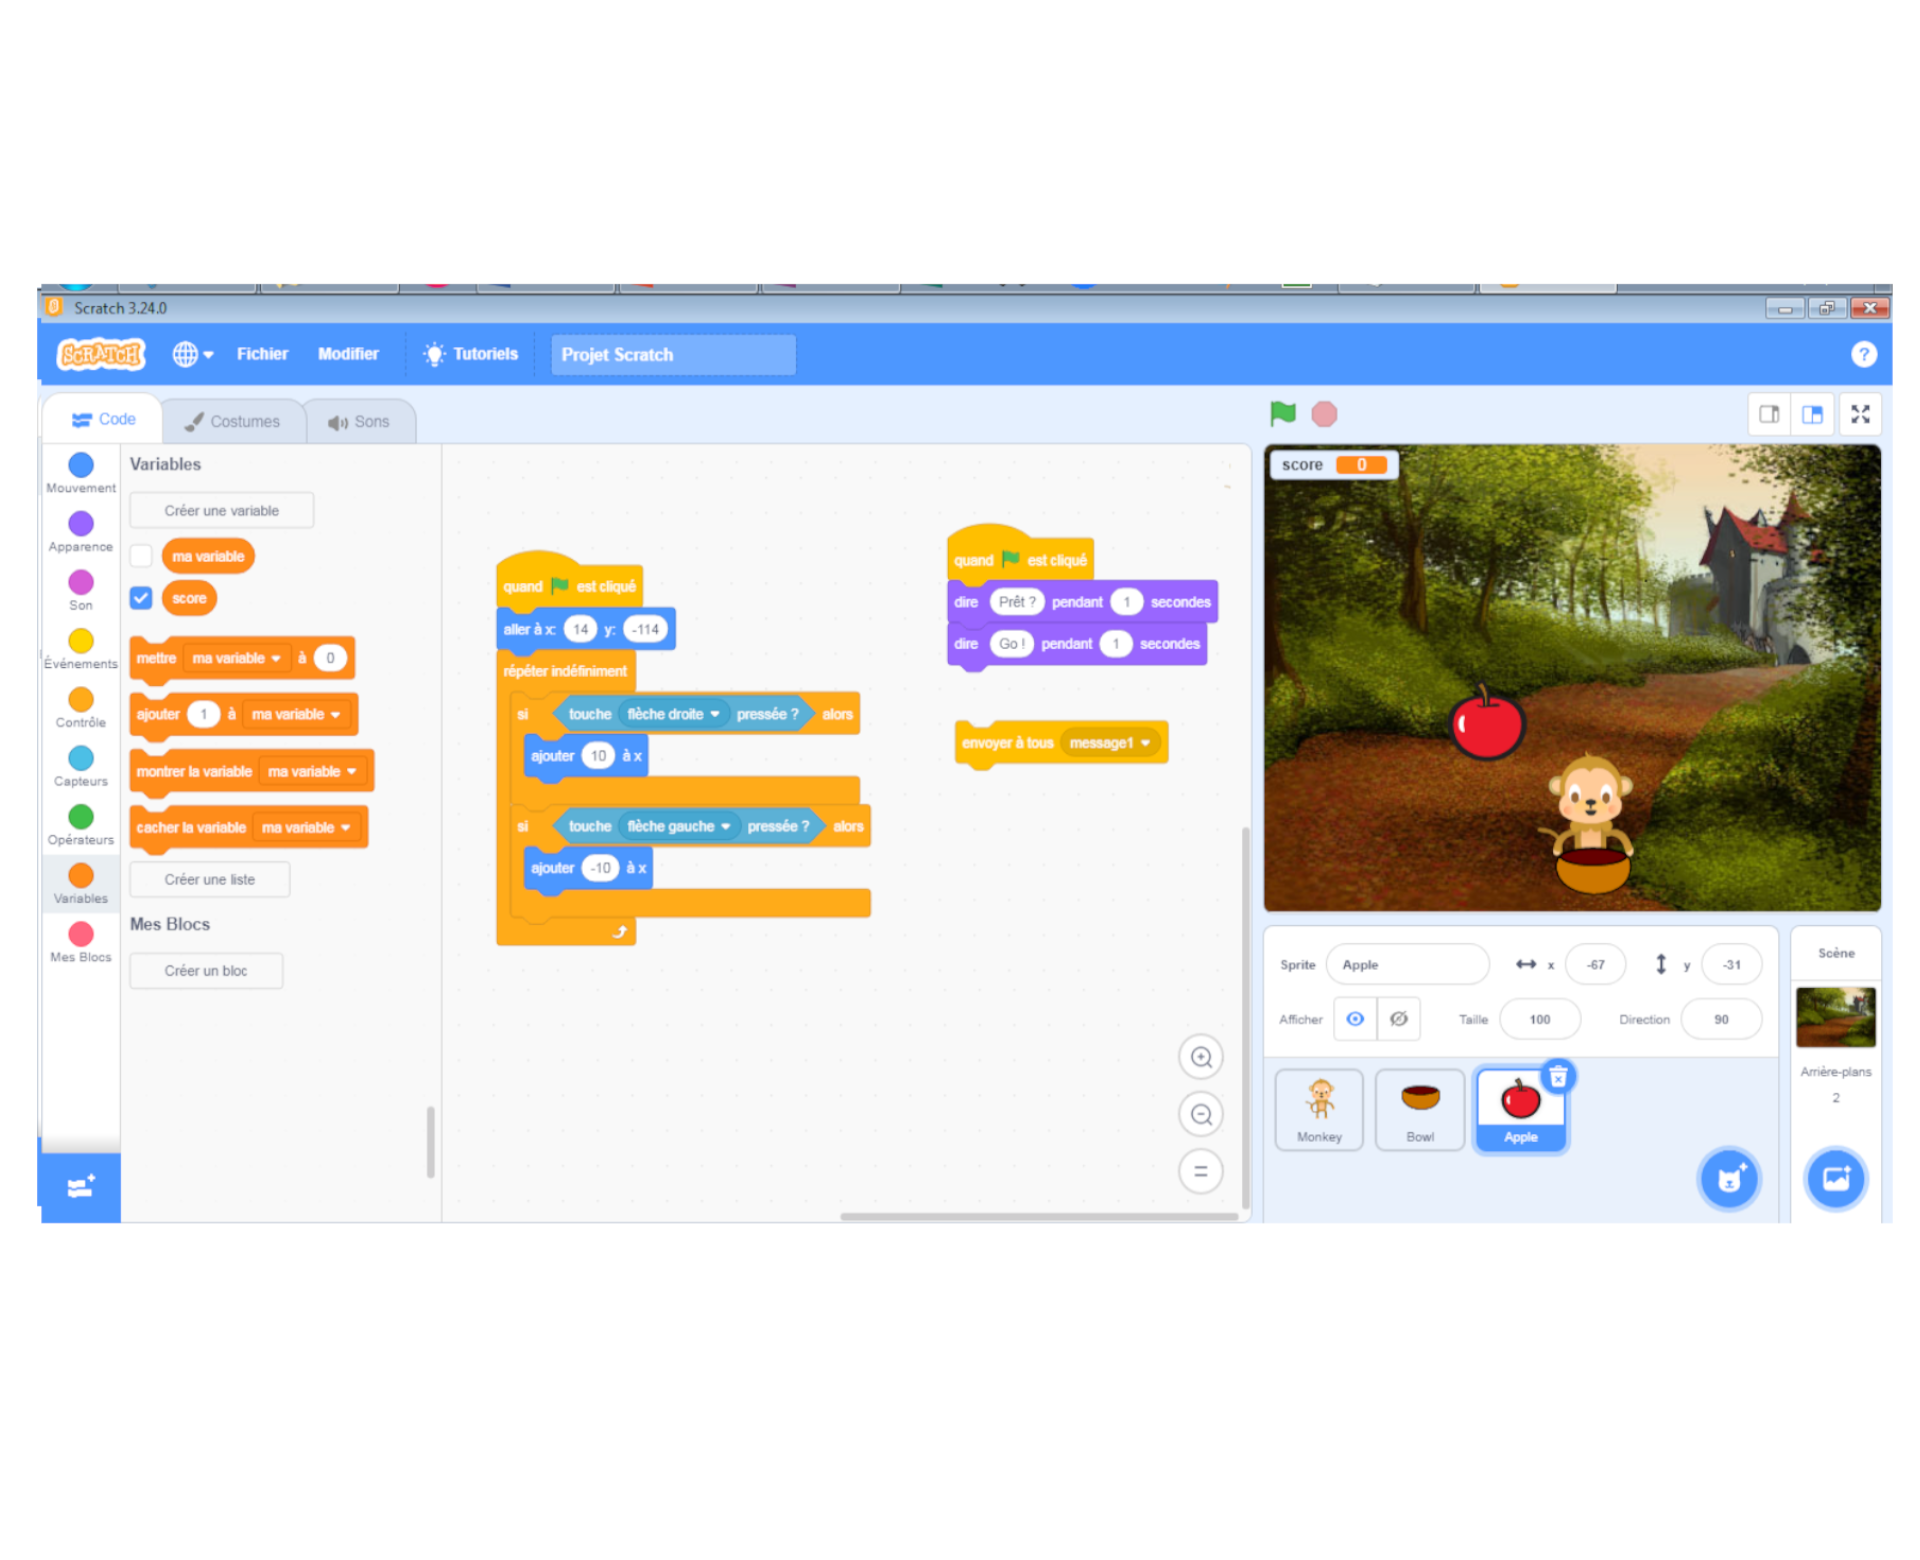 Scratch 3.24.0
SCRATCH Fichier Modifier Tutoriels Projet Scratch ?
Code Costumes Sons
Mouvement
Apparence
Son
Événements
Contrôle
Capteurs
Opérateurs
Variables
Mes Blocs
Variables
Créer une variable
ma variable
score
mettre ma variable à 0
ajouter 1 à ma variable
montrer la variable ma variable
cacher la variable ma variable
Créer une liste
Mes Blocs
Créer un bloc
quand est cliqué
aller à x: 14 y: -114
répéter indéfiniment
si touche flèche droite pressée ? alors
ajouter 10 à x
si touche flèche gauche pressée ? alors
ajouter -10 à x
quand est cliqué
dire Prêt ? pendant 1 secondes
dire Go ! pendant 1 secondes
envoyer à tous message1
score 0
Sprite Apple x -67 y -31
Afficher Taille 100 Direction 90
Monkey Bowl Apple
Scène
Arrière-plans
2